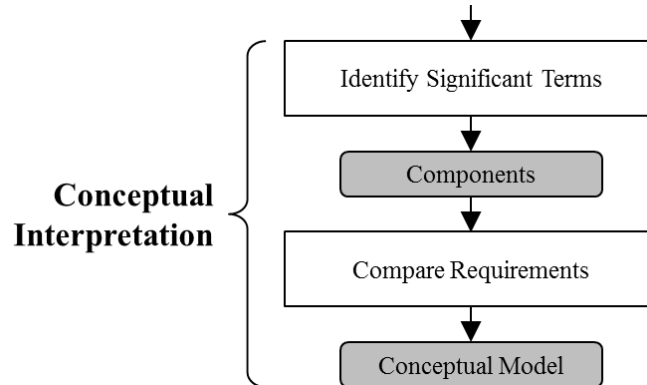 Identify Significant Terms
Components
Conceptual
Interpretation
Compare Requirements
Conceptual Model